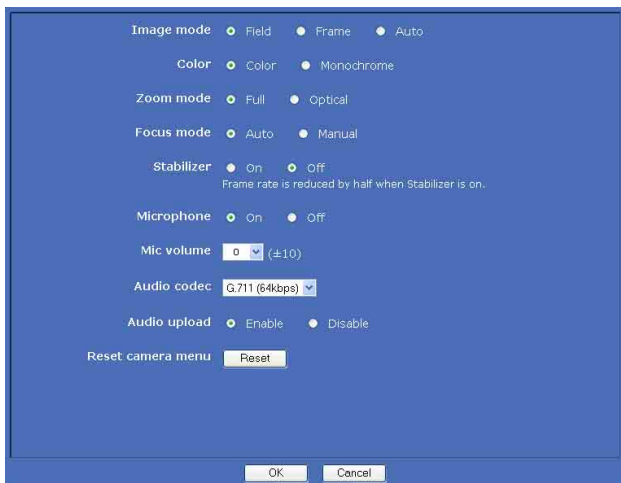 Image mode Field Frame Auto
Color Color Monochrome
Zoom mode Full Optical
Focus mode Auto Manual
Stabilizer On Off
Frame rate is reduced by half when Stabilizer is on.
Microphone On Off
Mic volume 0 (±10)
Audio codec G.711 (64kbps)
Audio upload Enable Disable
Reset camera menu Reset
OK Cancel